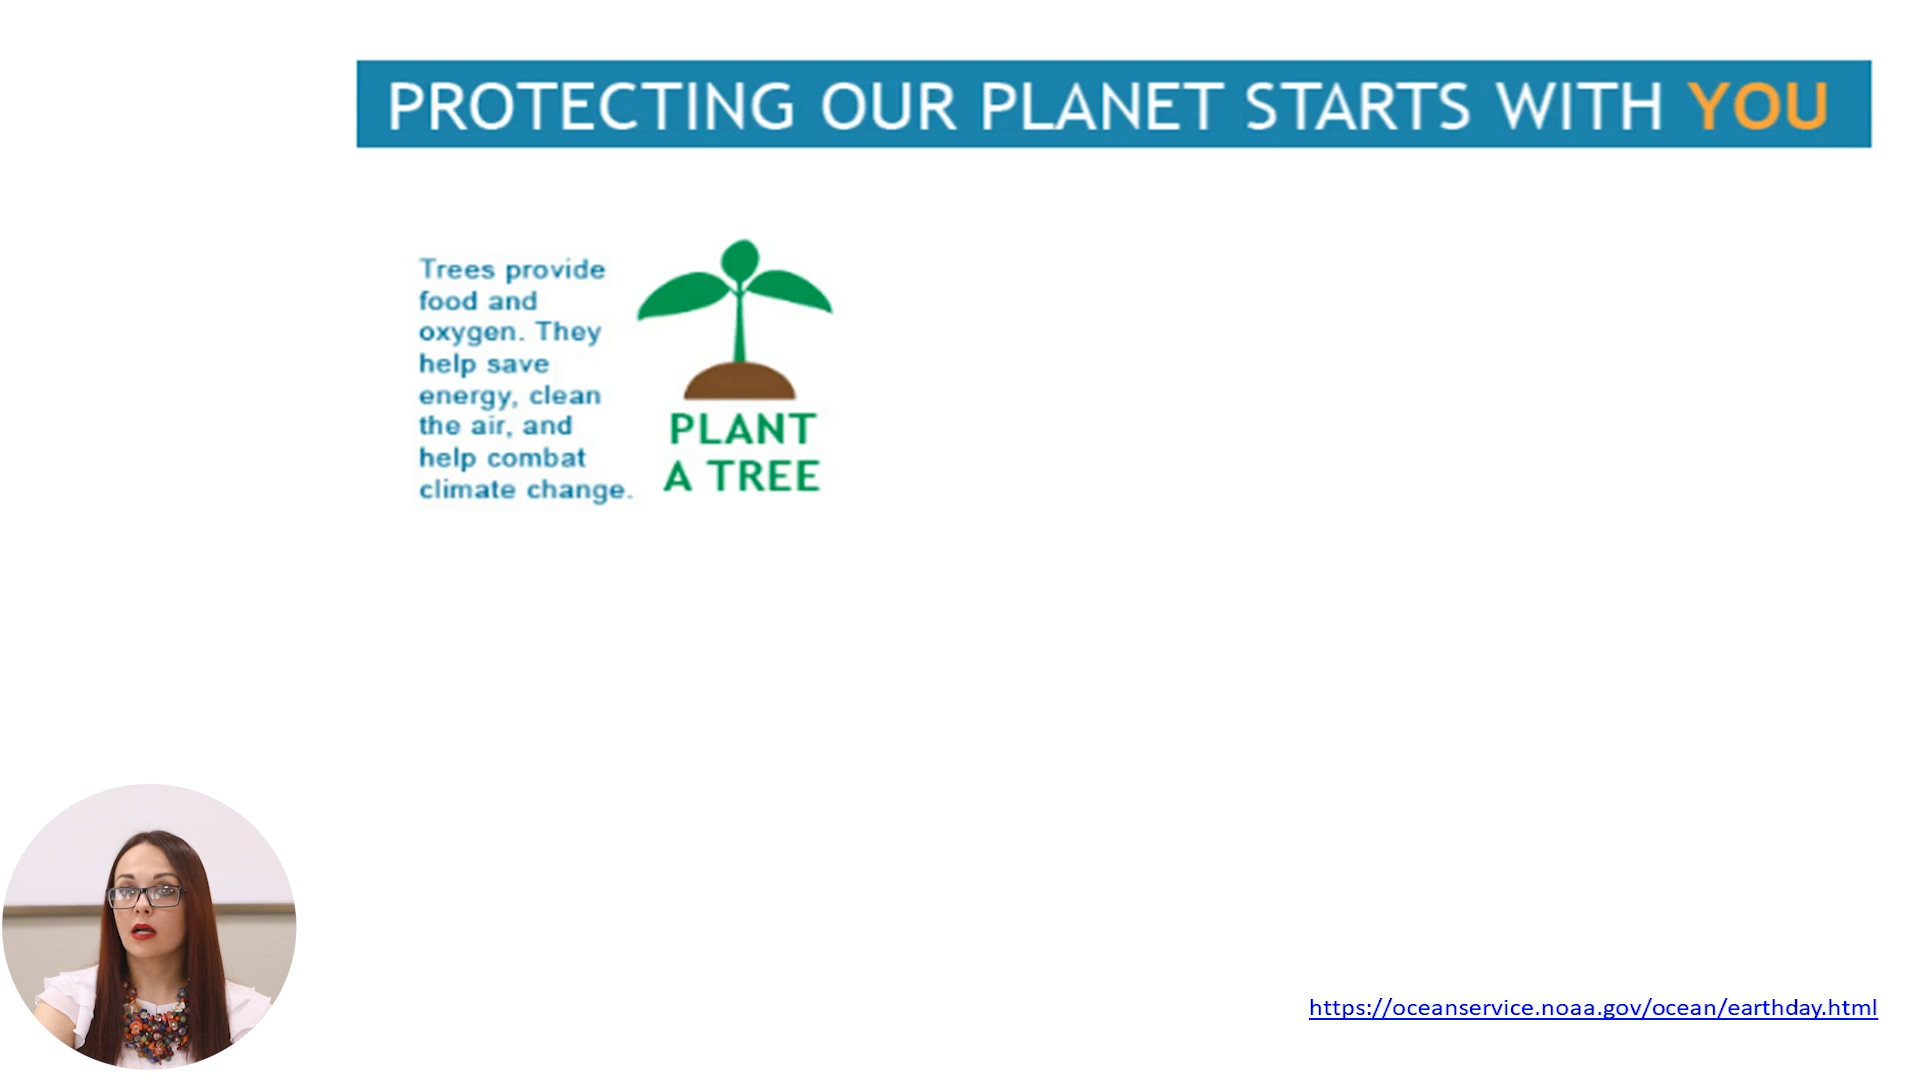 PROTECTING OUR PLANET STARTS WITH YOU
Trees provide
food and
oxygen. They
help save
energy, clean
the air, and
help combat
climate change.
PLANT
A TREE
https://oceanservice.noaa.gov/ocean/earthday.html